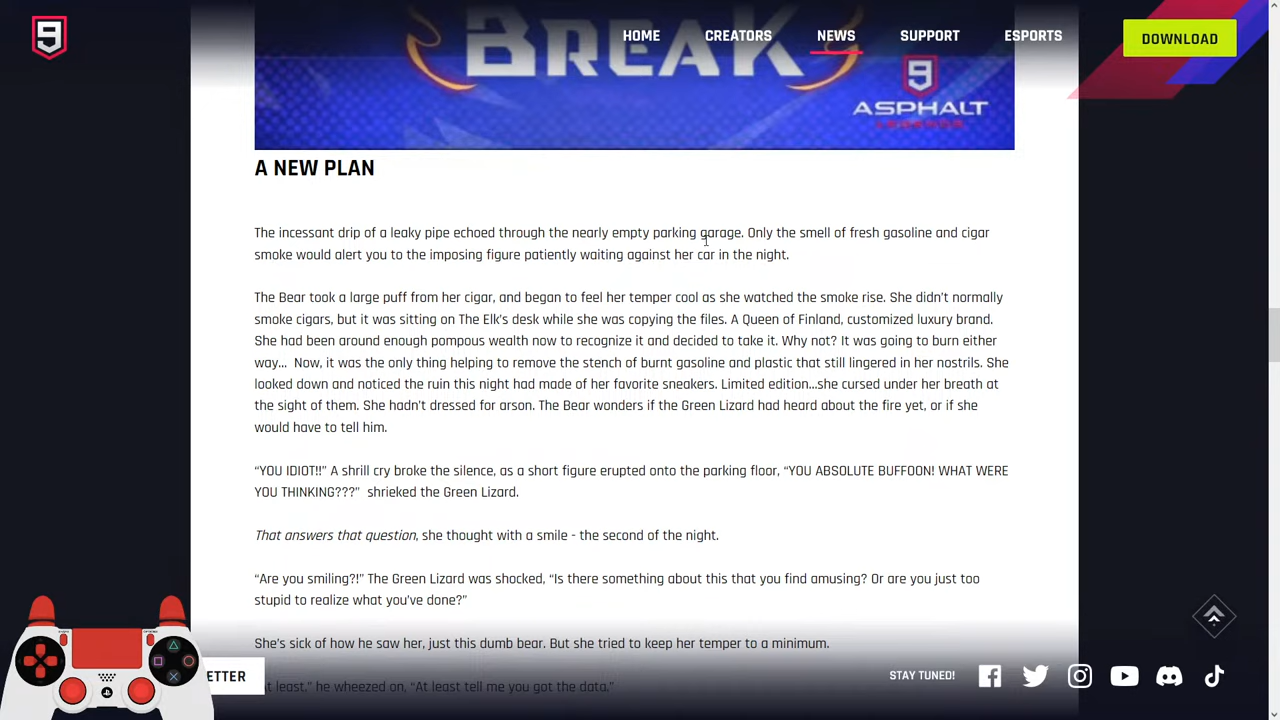 HOME CREATORS NEWS SUPPORT ESPORTS DOWNLOAD
BREAK
9
ASPHALT
A NEW PLAN
The incessant drip of a leaky pipe echoed through the nearly empty parking garage. Only the smell of fresh gasoline and cigar
smoke would alert you to the imposing figure patiently waiting against her car in the night.
The Bear took a large puff from her cigar, and began to feel her temper cool as she watched the smoke rise. She didn’t normally
smoke cigars, but it was sitting on The Elk’s desk while she was copying the files. A Queen of Finland, customized luxury brand.
She had been around enough pompous wealth now to recognize it and decided to take it. Why not? It was going to burn either
way... Now, it was the only thing helping to remove the stench of burnt gasoline and plastic that still lingered in her nostrils. She
looked down and noticed the ruin this night had made of her favorite sneakers. Limited edition...she cursed under her breath at
the sight of them. She hadn’t dressed for arson. The Bear wonders if the Green Lizard had heard about the fire yet, or if she
would have to tell him.
“YOU IDIOT!!” A shrill cry broke the silence, as a short figure erupted onto the parking floor, “YOU ABSOLUTE BUFFOON! WHAT WERE
YOU THINKING???” shrieked the Green Lizard.
That answers that question, she thought with a smile - the second of the night.
“Are you smiling?!” The Green Lizard was shocked, “Is there something about this that you find amusing? Or are you just too
stupid to realize what you’ve done?”
She’s sick of how he saw her, just this dumb bear. But she tried to keep her temper to a minimum.
ETTER
STAY TUNED!
least,” he wheezed on, “At least tell me you got the data.”